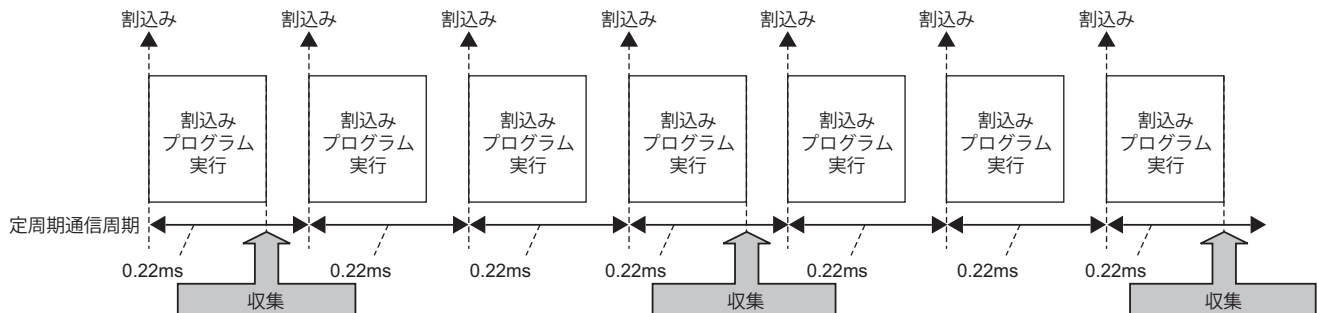 割込み 割込み 割込み 割込み 割込み 割込み 割込み
割込み 割込み 割込み 割込み 割込み 割込み 割込み
プログラム プログラム プログラム プログラム プログラム プログラム プログラム
実行 実行 実行 実行 実行 実行 実行
定周期通信周期
0.22ms 0.22ms 0.22ms 0.22ms 0.22ms 0.22ms 0.22ms
収集 収集 収集